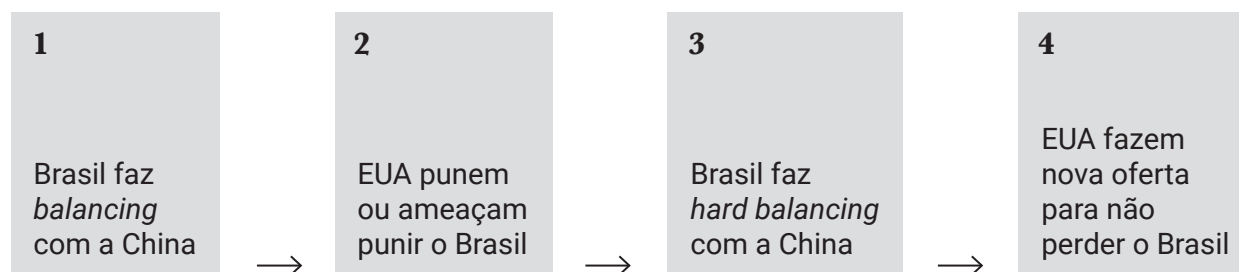 1
Brasil faz
balancing
com a China
2
EUA punem
ou ameaçam
punir o Brasil
3
Brasil faz
hard balancing
com a China
4
EUA fazem
nova oferta
para não
perder o Brasil